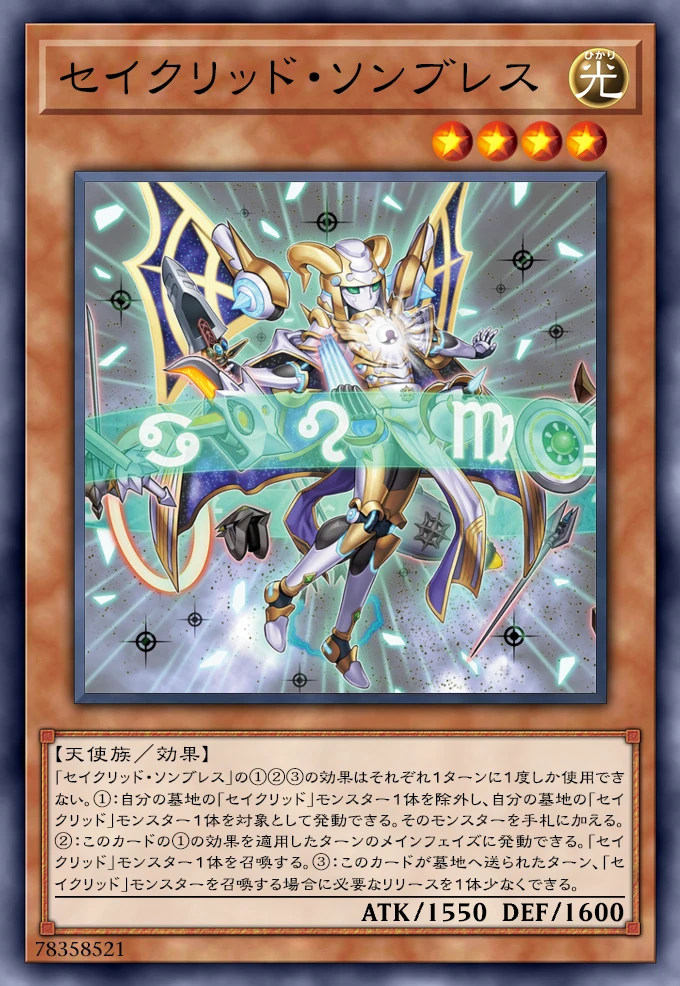 セイクリッド・ソンブレス
ひかり
光
【天使族/効果】
「セイクリッド・ソンブレス」の①②③の効果はそれぞれ1ターンに1度しか使用でき
ない。①:自分の墓地の「セイクリッド」モンスター1体を除外し、自分の墓地の「セイ
クリッド」モンスター1体を対象として発動できる。そのモンスターを手札に加える。
②:このカードの①の効果を適用したターンのメインフェイズに発動できる。「セイ
クリッド」モンスター1体を召喚する。③:このカードが墓地へ送られたターン、「セ
イクリッド」モンスターを召喚する場合に必要なリリースを1体少なくできる。
ATK/1550 DEF/1600
78358521